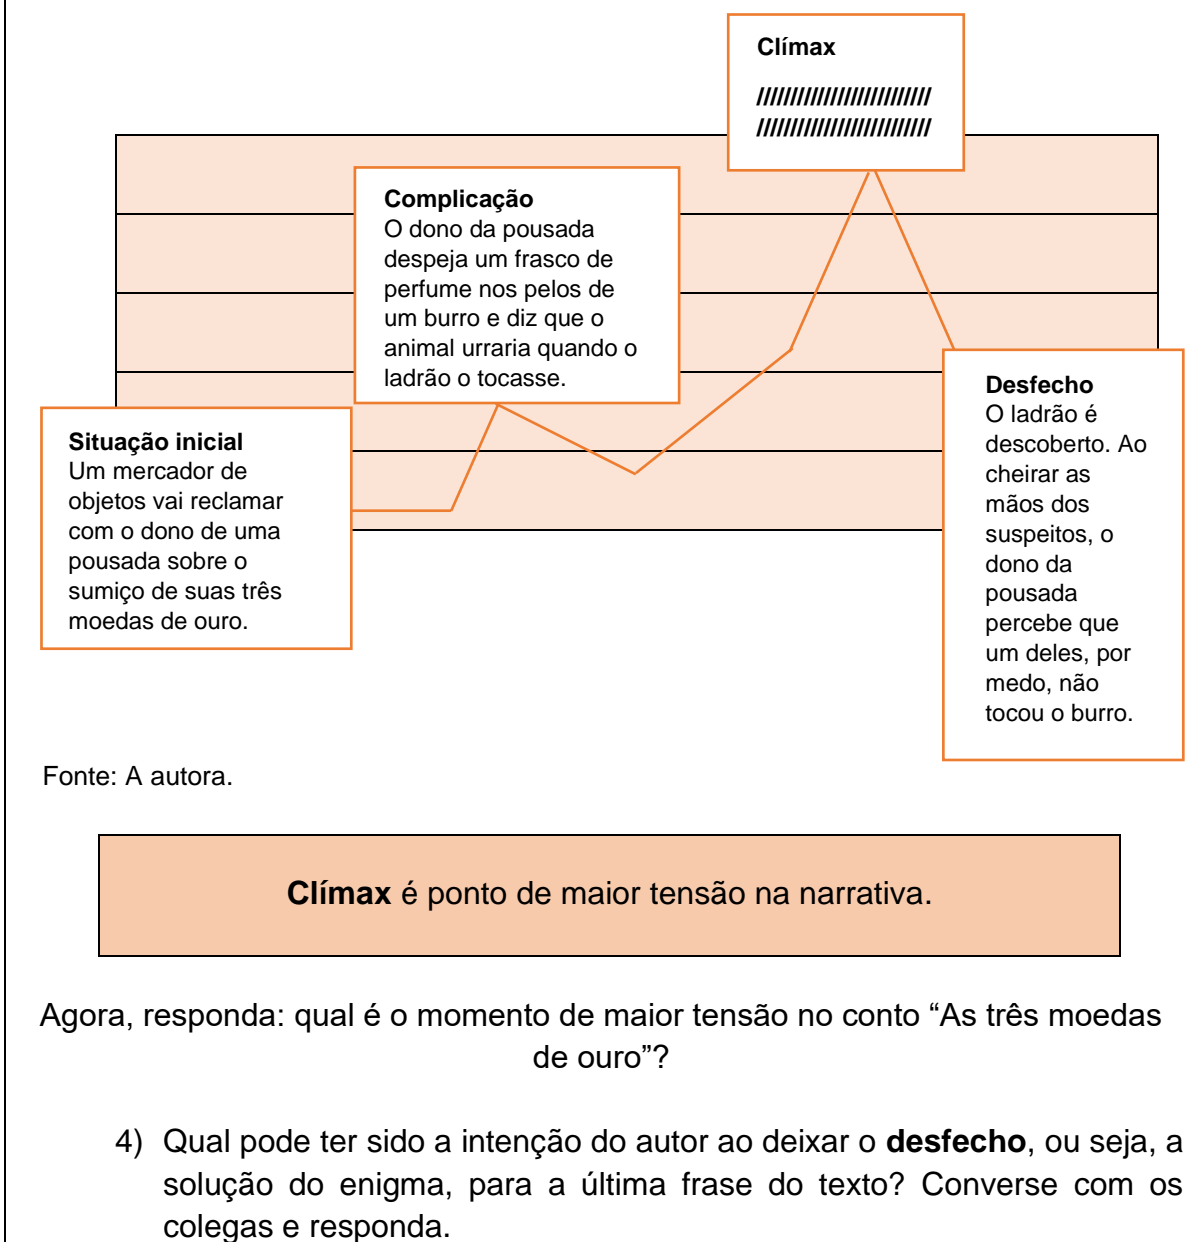 Clímax
//////////////////////////
//////////////////////////
Complicação
O dono da pousada
despeja um frasco de
perfume nos pelos de
um burro e diz que o
animal urraria quando o
ladrão o tocasse.
Situação inicial
Um mercador de
objetos vai reclamar
com o dono de uma
pousada sobre o
sumiço de suas três
moedas de ouro.
Desfecho
O ladrão é
descoberto. Ao
cheirar as
mãos dos
suspeitos, o
dono da
pousada
percebe que
um deles, por
medo, não
tocou o burro.
Fonte: A autora.
Clímax é ponto de maior tensão na narrativa.
Agora, responda: qual é o momento de maior tensão no conto “As três moedas
de ouro”?
4) Qual pode ter sido a intenção do autor ao deixar o desfecho, ou seja, a
solução do enigma, para a última frase do texto? Converse com os
colegas e responda.